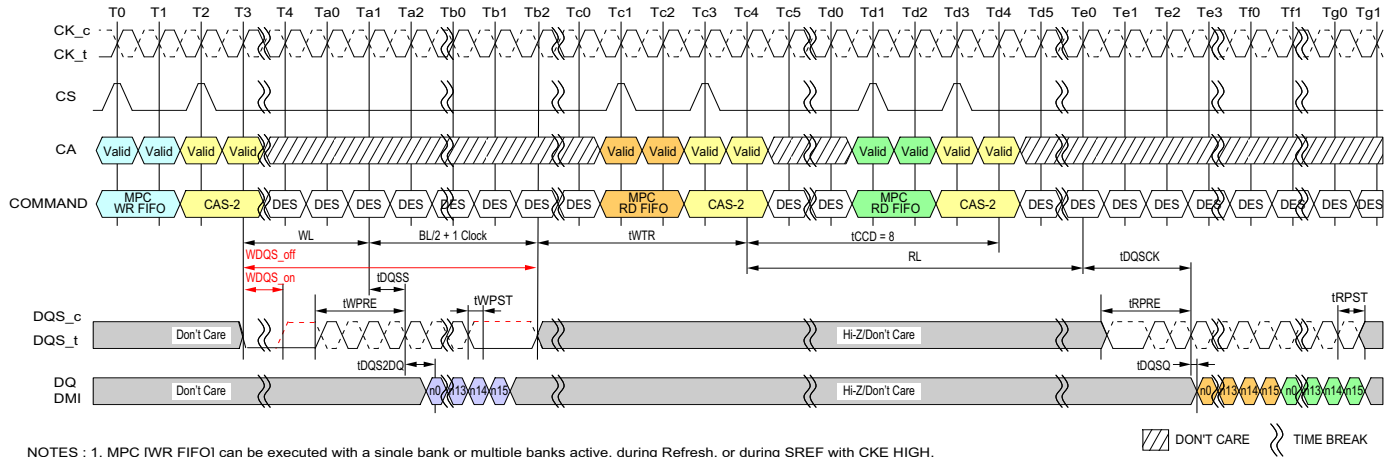 T0 T1 T2 T3 T4 Ta0 Ta1 Ta2 Tb0 Tb1 Tb2 Tc0 Tc1 Tc2 Tc3 Tc4 Tc5 Td0 Td1 Td2 Td3 Td4 Td5 Te0 Te1 Te2 Te3 Tf0 Tf1 Tg0 Tg1
CK_c
CK_t
CS
CA Valid Valid Valid Valid Valid Valid Valid Valid Valid Valid Valid Valid
COMMAND MPC WR FIFO CAS-2 DES DES DES DES DES DES DES DES MPC RD FIFO CAS-2 DES DES MPC RD FIFO CAS-2 DES DES DES DES DES DES DES DES DES
WL BL/2 + 1 Clock tWTR tCCD = 8
WDQS_off RL
WDQS_on tDQSS tDQSCK
tWPRE tWPST tRPRE tRPST
DQS_c
DQS_t Don't Care Hi-Z/Don't Care
tDQS2DQ tDQSQ
DQ
DMI Don't Care n0 n13 n14 n15 Hi-Z/Don't Care n0 n13 n14 n15 n0 n13 n14 n15
DON'T CARE TIME BREAK
NOTES : 1. MPC [WR FIFO] can be executed with a single bank or multiple banks active, during Refresh, or during SREF with CKE HIGH.